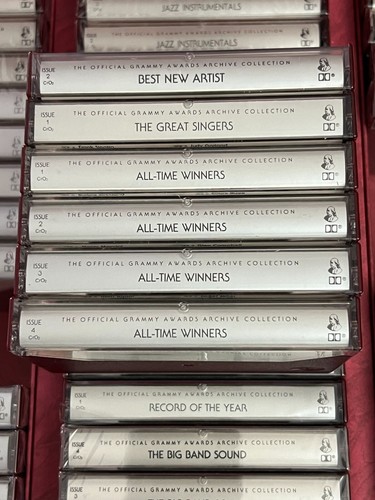 JAZZ INSTRUMENTALS
JAZZ INSTRUMENTALS
ISSUE
2
CrO₂
THE OFFICIAL GRAMMY AWARDS ARCHIVE COLLECTION
BEST NEW ARTIST
ISSUE
1
CrO₂
THE OFFICIAL GRAMMY AWARDS ARCHIVE COLLECTION
THE GREAT SINGERS
ISSUE
1
CrO₂
THE OFFICIAL GRAMMY AWARDS ARCHIVE COLLECTION
ALL-TIME WINNERS
ISSUE
2
CrO₂
THE OFFICIAL GRAMMY AWARDS ARCHIVE COLLECTION
ALL-TIME WINNERS
ISSUE
3
CrO₂
THE OFFICIAL GRAMMY AWARDS ARCHIVE COLLECTION
ALL-TIME WINNERS
ISSUE
4
CrO₂
THE OFFICIAL GRAMMY AWARDS ARCHIVE COLLECTION
ALL-TIME WINNERS
ISSUE
1
CrO₂
THE OFFICIAL GRAMMY AWARDS ARCHIVE COLLECTION
RECORD OF THE YEAR
ISSUE
4
CrO₂
THE OFFICIAL GRAMMY AWARDS ARCHIVE COLLECTION
THE BIG BAND SOUND
ISSUE
3
THE OFFICIAL GRAMMY AWARDS ARCHIVE COLLECTION